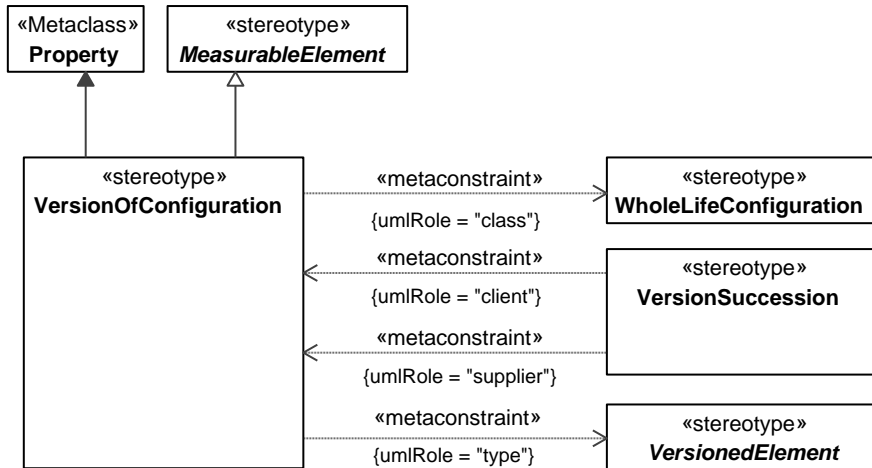 «Metaclass»
Property
«stereotype»
MeasurableElement
«stereotype»
VersionOfConfiguration
«metaconstraint»
{umlRole = "class"}
«stereotype»
WholeLifeConfiguration
«metaconstraint»
{umlRole = "client"}
«stereotype»
VersionSuccession
«metaconstraint»
{umlRole = "supplier"}
«metaconstraint»
{umlRole = "type"}
«stereotype»
VersionedElement